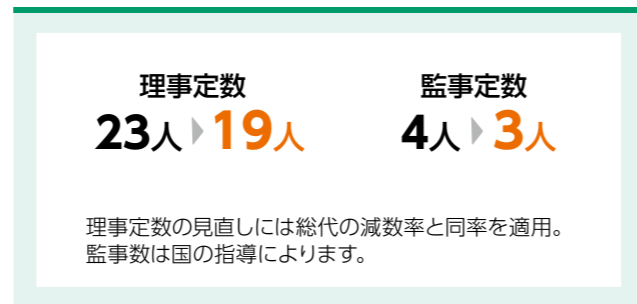 理事定数 監事定数
23人 ▶ 19人 4人 ▶ 3人
理事定数の見直しには総代の減数率と同率を適用。
監事数は国の指導によります。